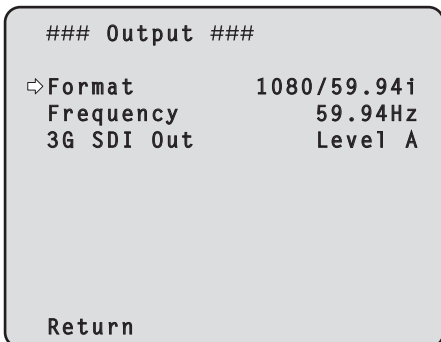 ### Output ###
⇨Format 1080/59.94i
Frequency 59.94Hz
3G SDI Out Level A
Return